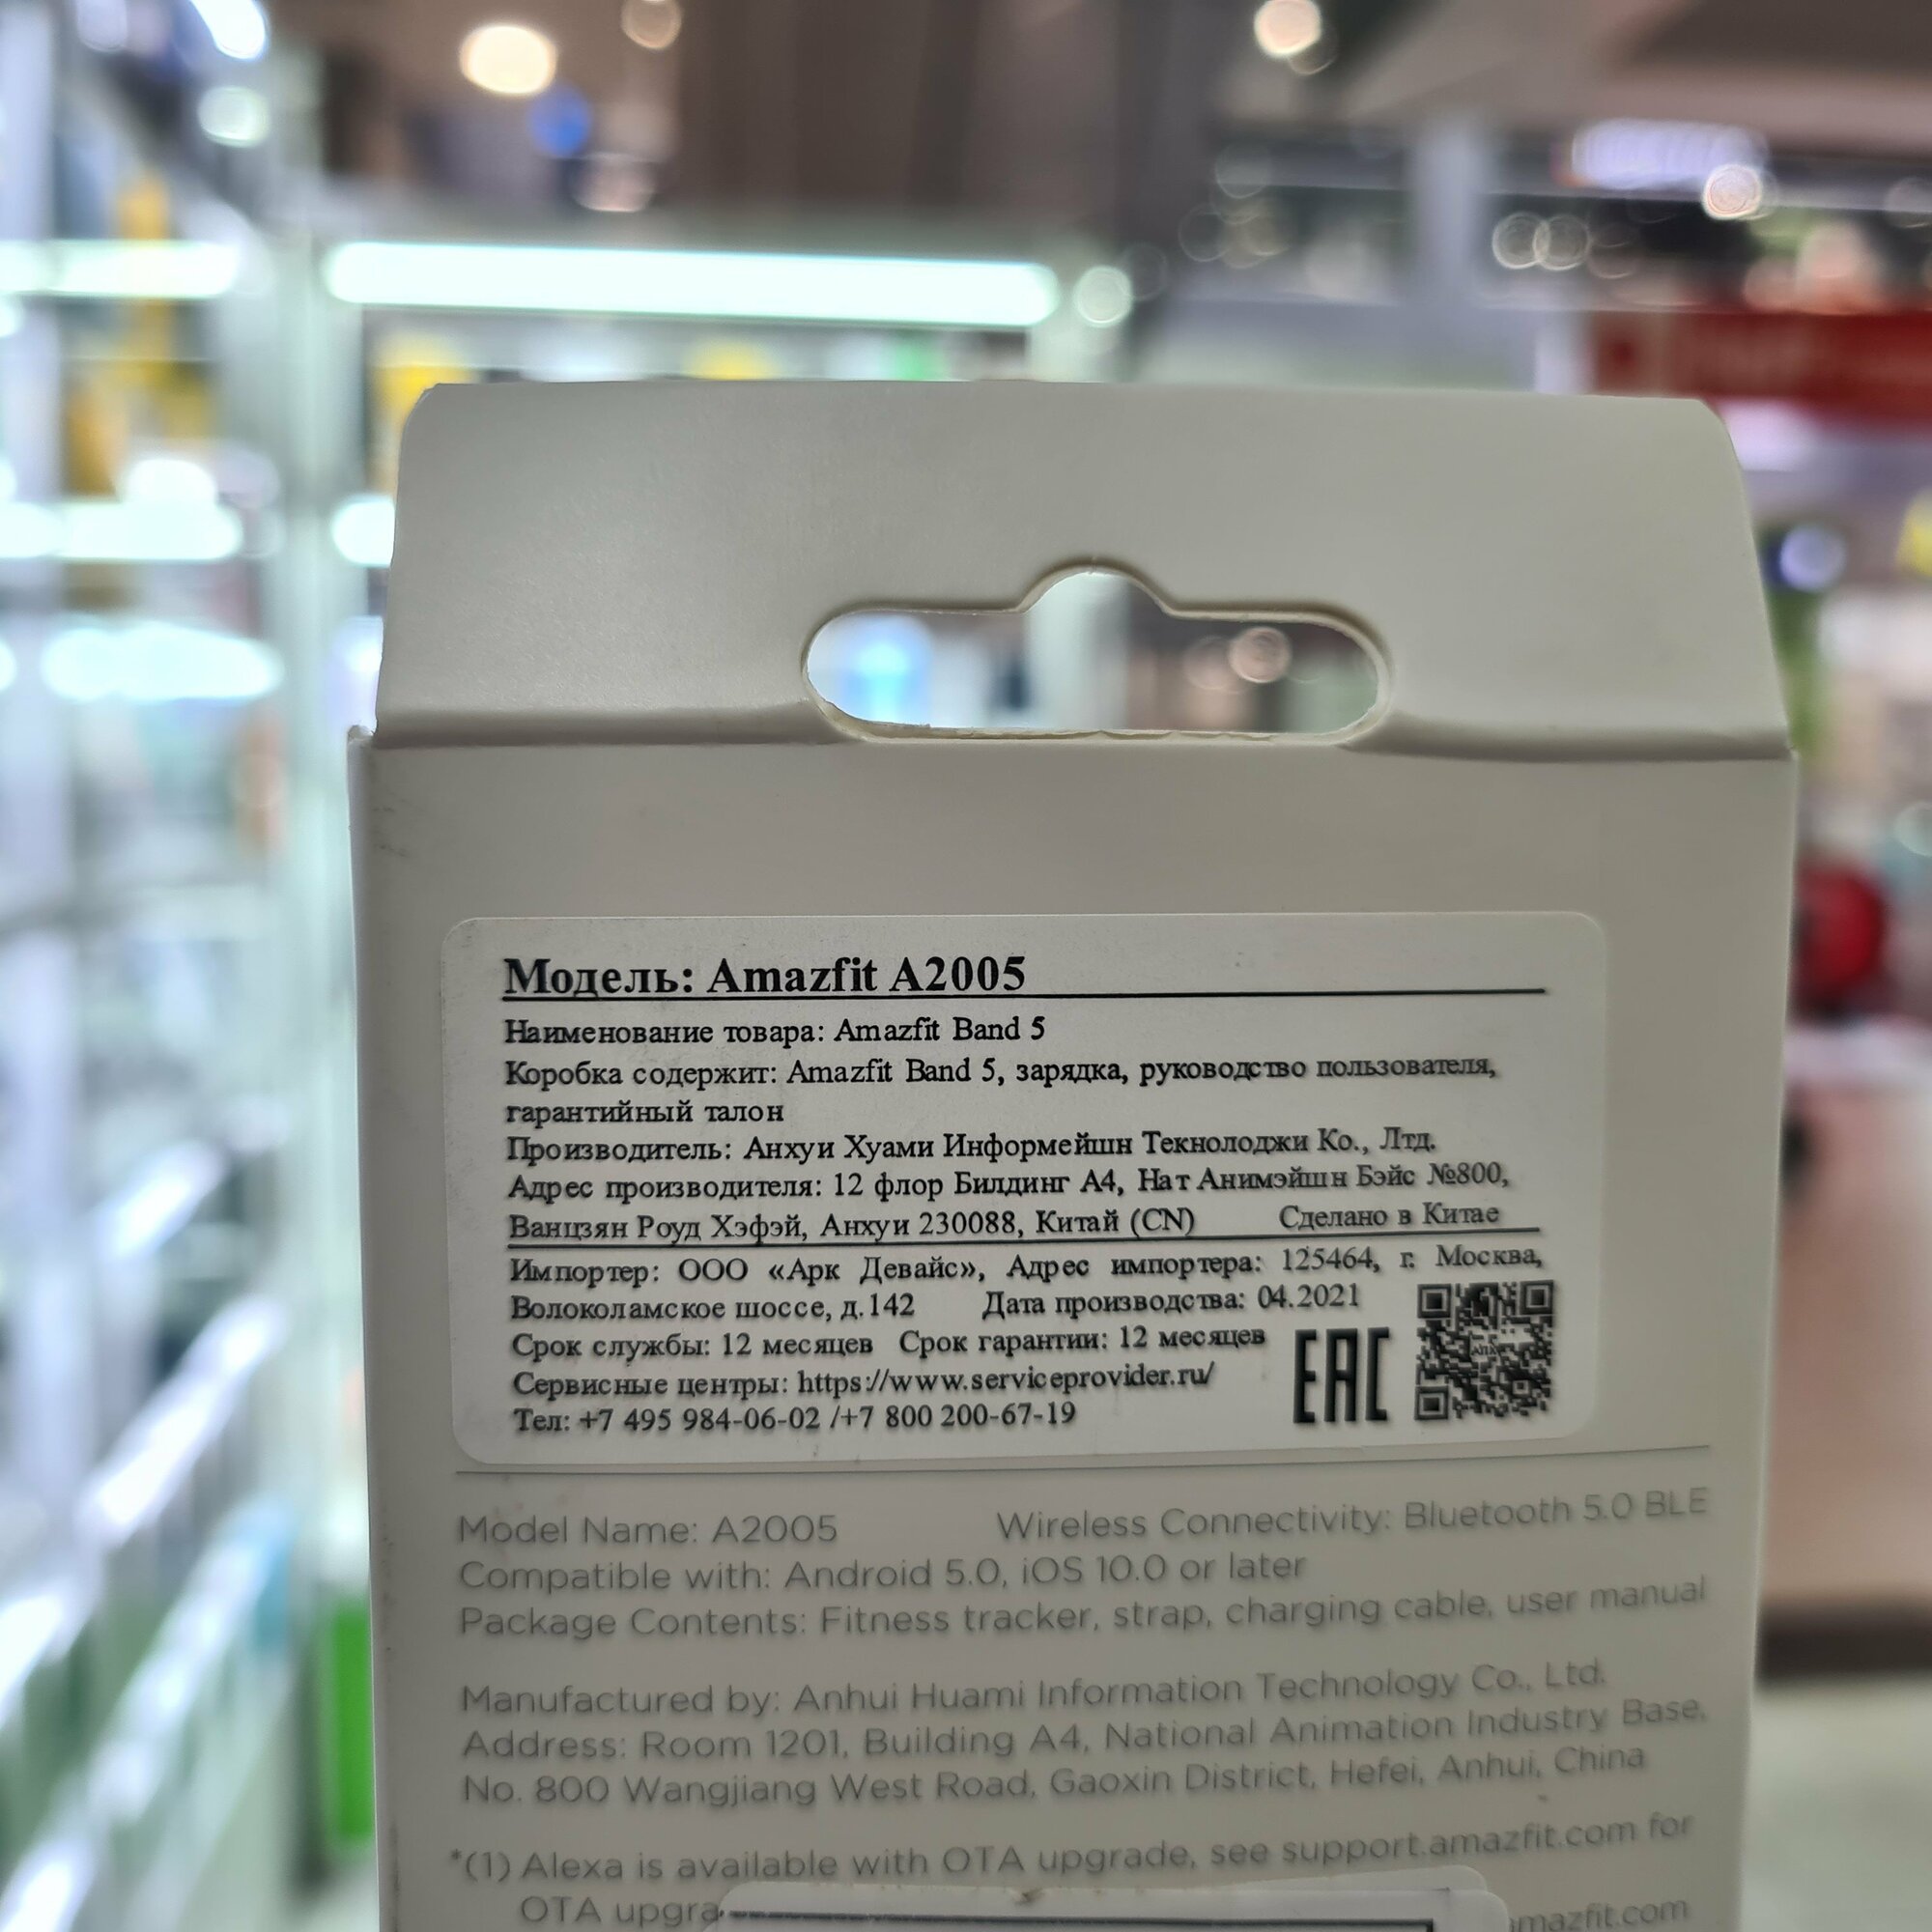 Модель: Amazfit A2005
Наименование товара: Amazfit Band 5
Коробка содержит: Amazfit Band 5, зарядка, руководство пользователя,
гарантийный талон
Производитель: Анхуи Хуами Информейшн Текнолоджи Ко., Лтд.
Адрес производителя: 12 флор Билдинг А4, Нат Анимэйшн Бэйс №800,
Ванцзян Роуд Хэфэй, Анхуи 230088, Китай (CN) Сделано в Китае
Импортер: ООО «Арк Девайс», Адрес импортера: 125464, г. Москва,
Волоколамское шоссе, д.142 Дата производства: 04.2021
Срок службы: 12 месяцев Срок гарантии: 12 месяцев
Сервисные центры: https://www.serviceprovider.ru/
Тел: +7 495 984-06-02 /+7 800 200-67-19
EAC
Model Name: A2005 Wireless Connectivity: Bluetooth 5.0 BLE
Compatible with: Android 5.0, iOS 10.0 or later
Package Contents: Fitness tracker, strap, charging cable, user manual
Manufactured by: Anhui Huami Information Technology Co., Ltd.
Address: Room 1201, Building A4, National Animation Industry Base,
No. 800 Wangjiang West Road, Gaoxin District, Hefei, Anhui, China
*(1) Alexa is available with OTA upgrade, see support.amazfit.com for
OTA upgra mazfit.com